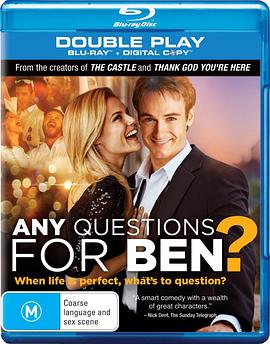 Blu-ray Disc
DOUBLE PLAY
BLU-RAY + DIGITAL COPY
From the creators of THE CASTLE and THANK GOD YOU'RE HERE
ANY QUESTIONS
FOR BEN?
When life is perfect, what's to question?
M
Coarse
language and
sex scene
"A smart comedy with a wealth
of great characters."
– Nick Dent, The Sunday Telegraph